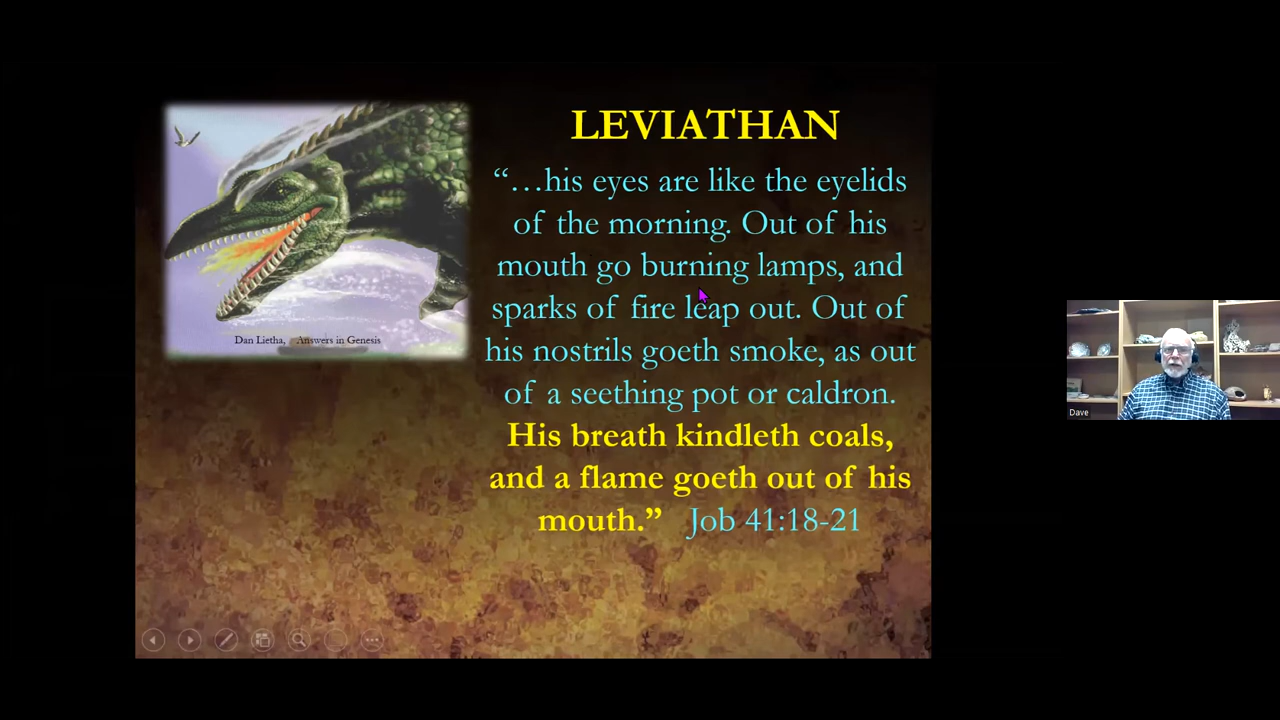 LEVIATHAN
“…his eyes are like the eyelids
of the morning. Out of his
mouth go burning lamps, and
sparks of fire leap out. Out of
his nostrils goeth smoke, as out
of a seething pot or caldron.
His breath kindleth coals,
and a flame goeth out of his
mouth.” Job 41:18-21
Dan Lietha, Answers in Genesis
Dave